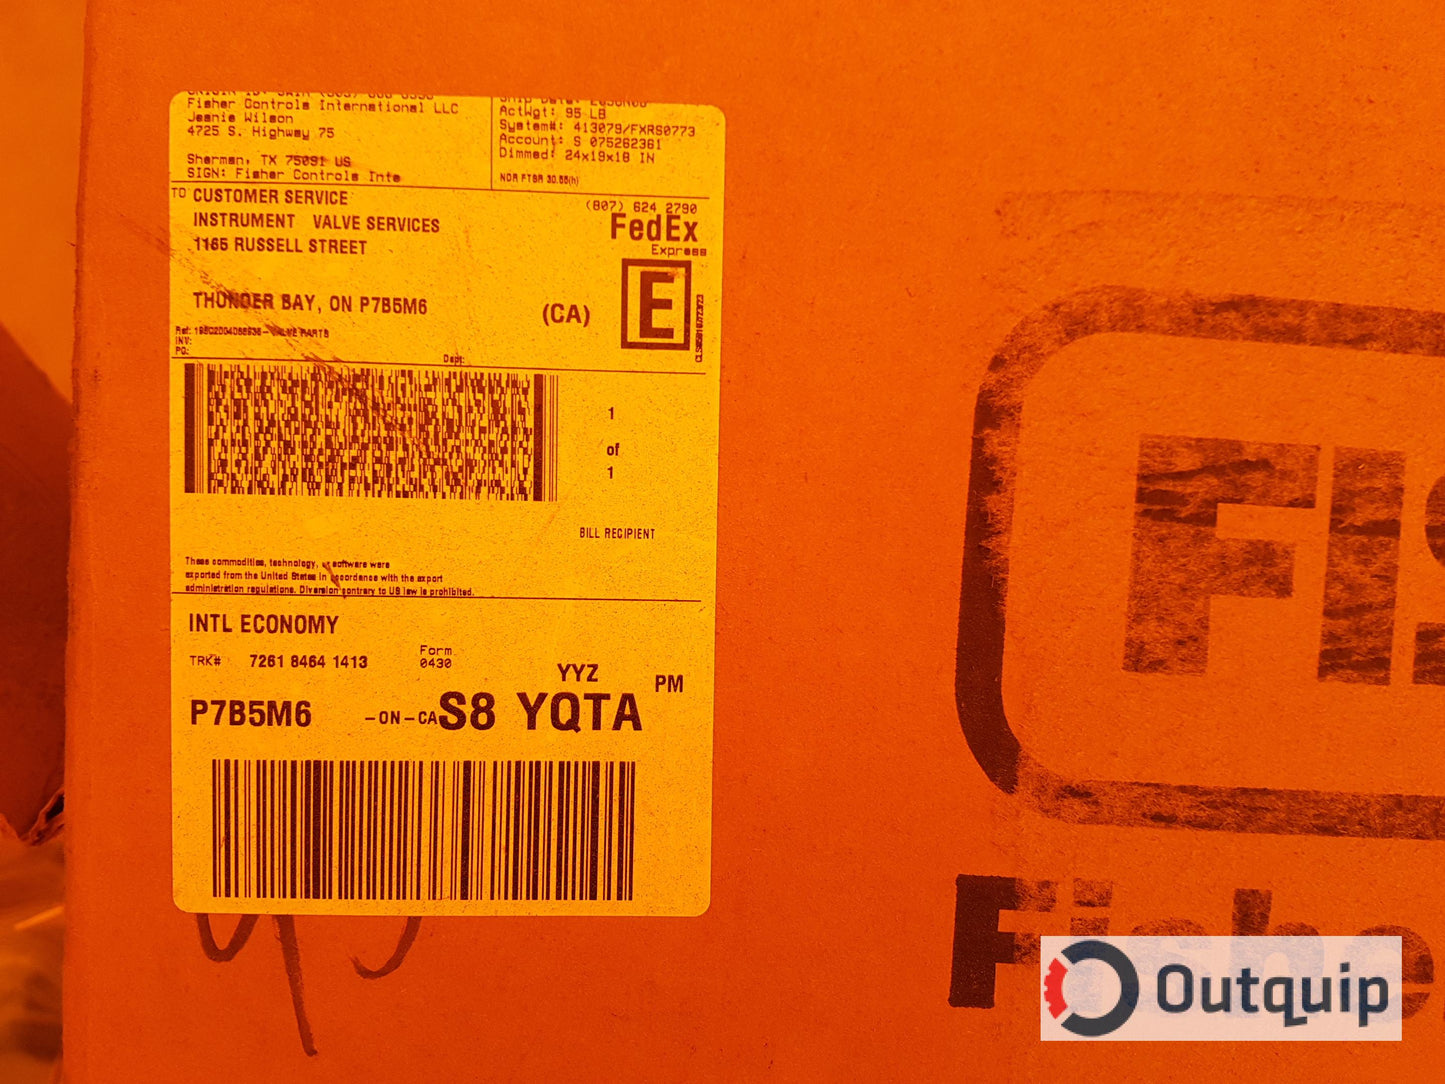 Fisher Controls International LLC
Jeanie Wilson
4725 S. Highway 75
Sherman, TX 75091 US
SIGN: Fisher Controls Inte
ActWgt: 95 LB
System#: 413079/FXRS0773
Account: S 075262361
Dimmed: 24x19x18 IN
TO CUSTOMER SERVICE
INSTRUMENT VALVE SERVICES
1165 RUSSELL STREET
THUNDER BAY, ON P7B5M6
(CA)
(807) 624 2790
FedEx
Express
E
Ref: VALVE PARTS
INV:
PO:
Dept:
1
of
1
BILL RECIPIENT
These commodities, technology, or software were
exported from the United States in accordance with the export
administration regulations. Diversion contrary to US law is prohibited.
INTL ECONOMY
TRK# 7261 8464 1413
Form
0430
YYZ
PM
P7B5M6
-ON-CA
S8 YQTA
FIS
Fishe
Outquip